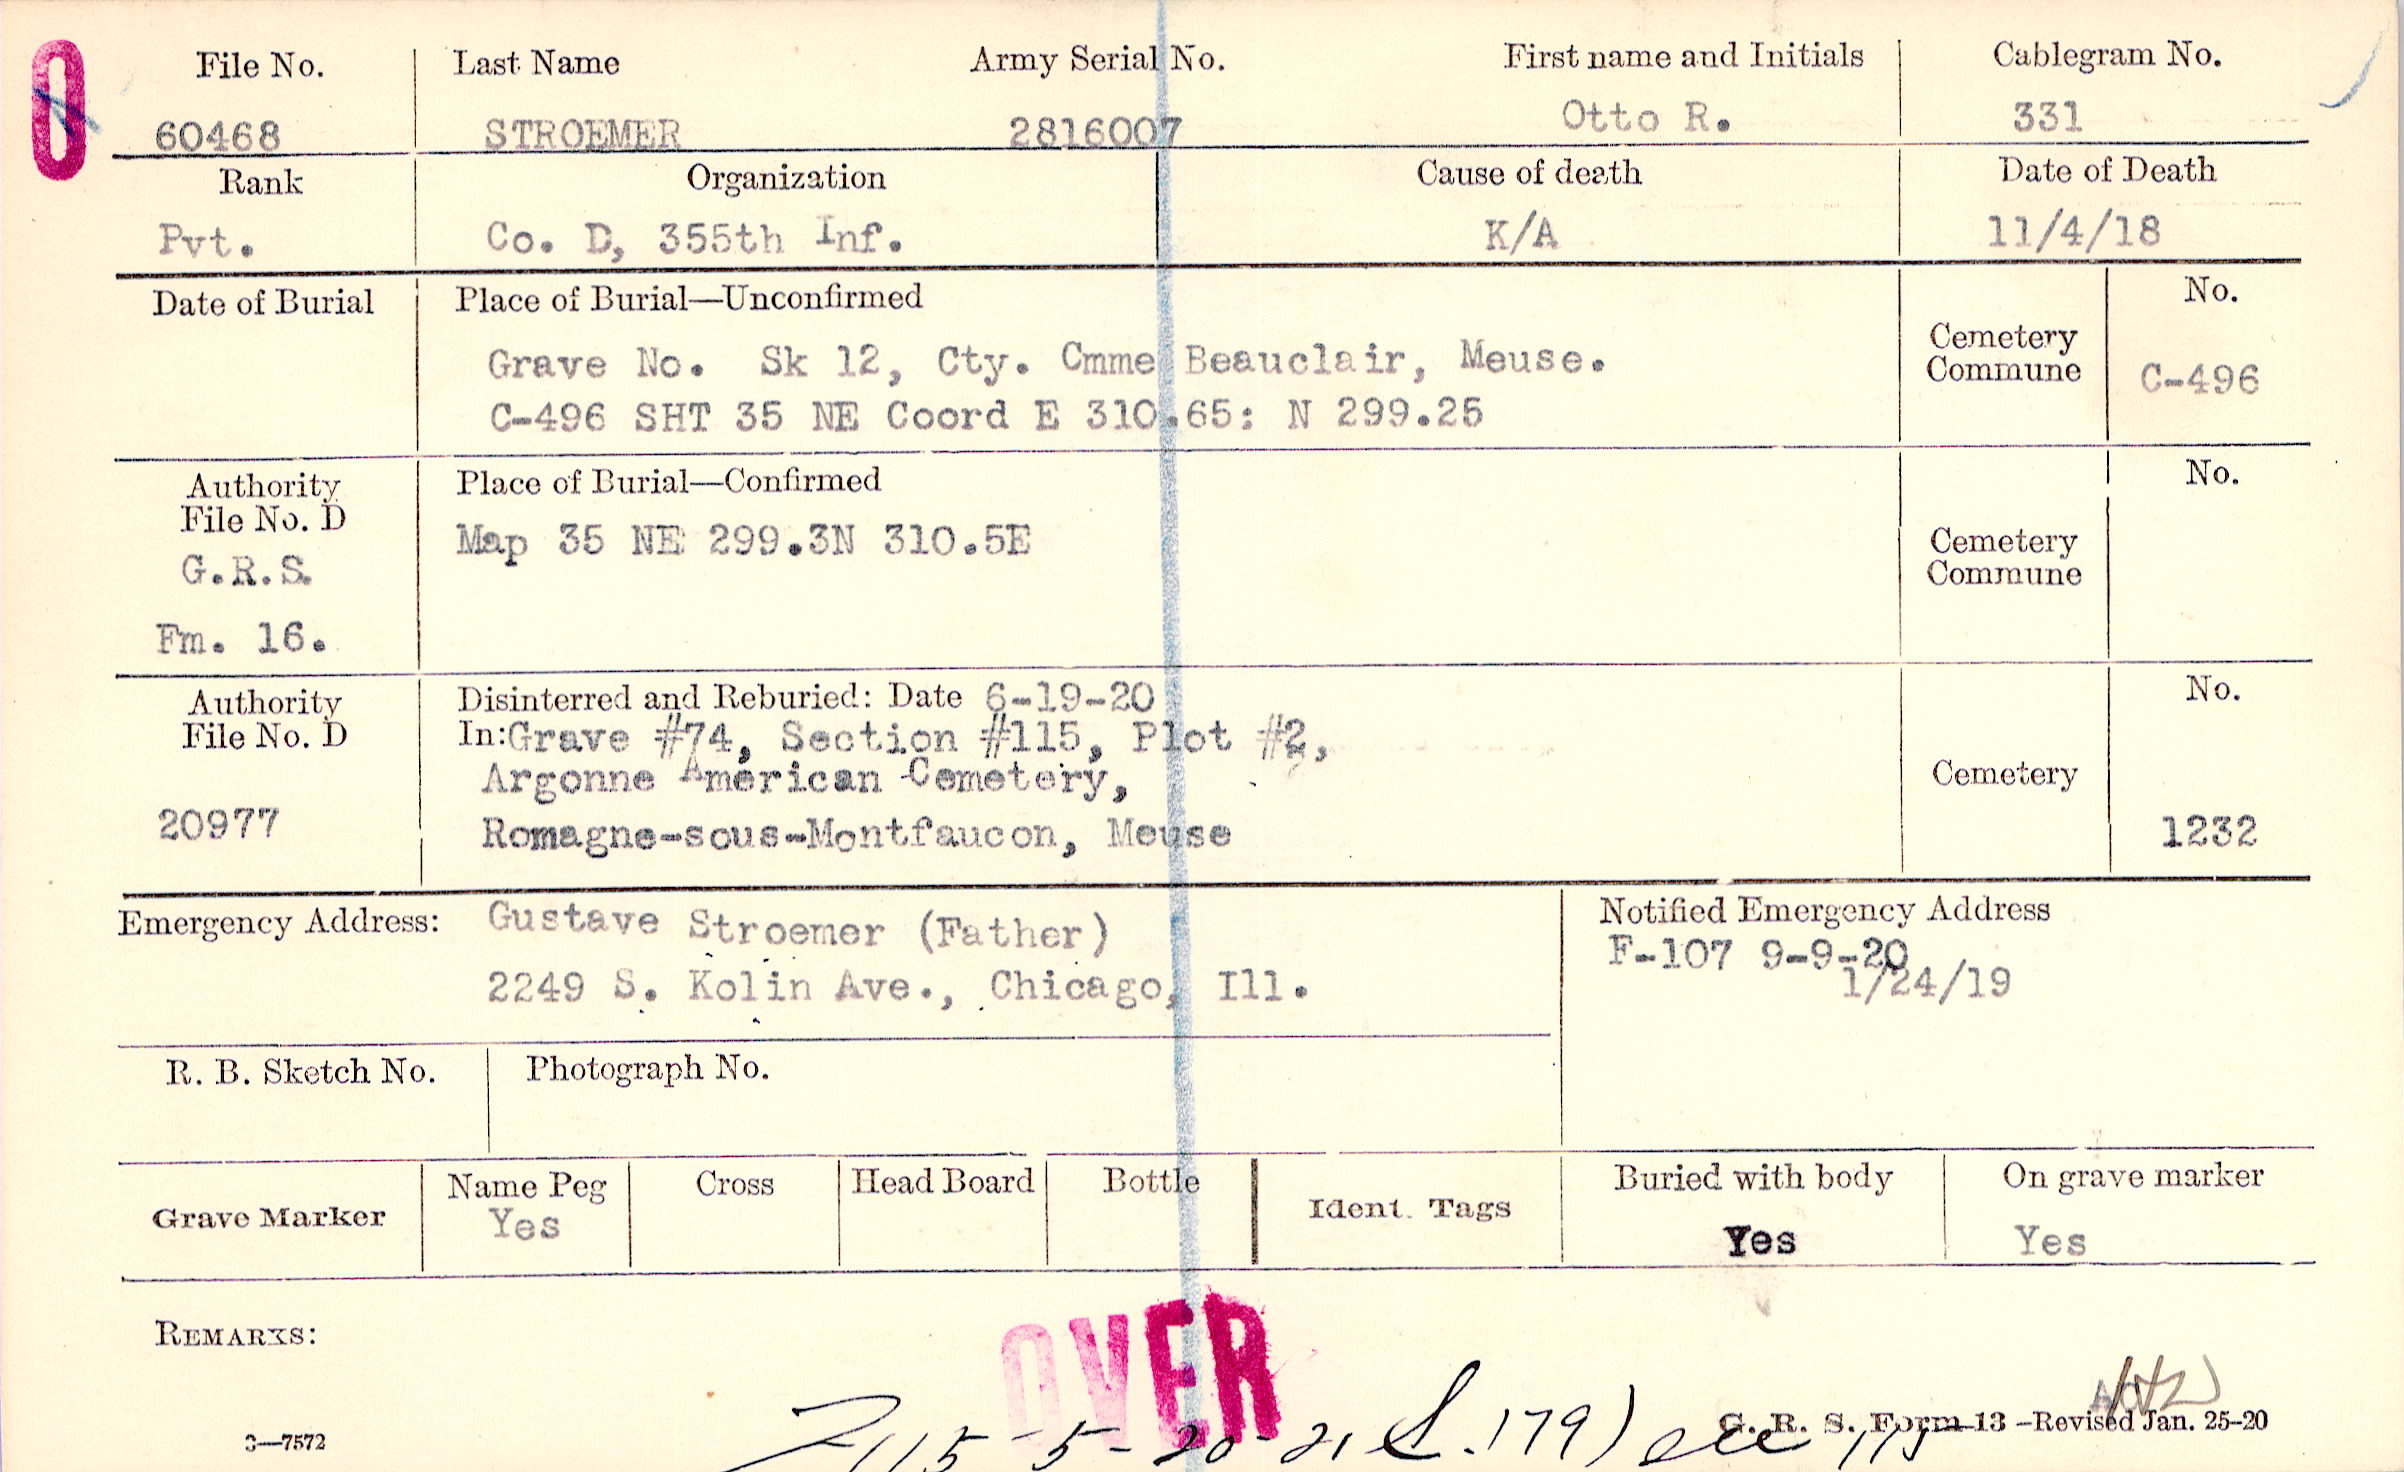 File No. Last Name Army Serial No. First name and Initials Cablegram No.
60468 STROEMER 2816007 Otto R. 331
Rank Organization Cause of death Date of Death
Pvt. Co. D, 355th Inf. K/A 11/4/18
Date of Burial Place of Burial—Unconfirmed Cemetery Commune No.
Grave No. Sk 12, Cty. Cmme Beauclair, Meuse. C-496
C-496 SHT 35 NE Coord E 310.65: N 299.25
Authority Place of Burial—Confirmed Cemetery Commune No.
File No. D
Map 35 NE 299.3N 310.5E
G.R.S.
Fm. 16.
Authority Disinterred and Reburied: Date 6-19-20 No.
File No. D In: Grave #74, Section #115, Plot #2,
Argonne American Cemetery, Cemetery
20977 Romagne-sous-Montfaucon, Meuse 1232
Emergency Address: Gustave Stroemer (Father) Notified Emergency Address
F-107 9-9-20
2249 S. Kolin Ave., Chicago, Ill. 1/24/19
R. B. Sketch No. Photograph No.
Grave Marker Name Peg Cross Head Board Bottle Ident. Tags Buried with body On grave marker
Yes Yes Yes
REMARKS:
OVER
115-5-20-21 179) 115
3—7572 G. R. S. Form 13 -Revised Jan. 25-20